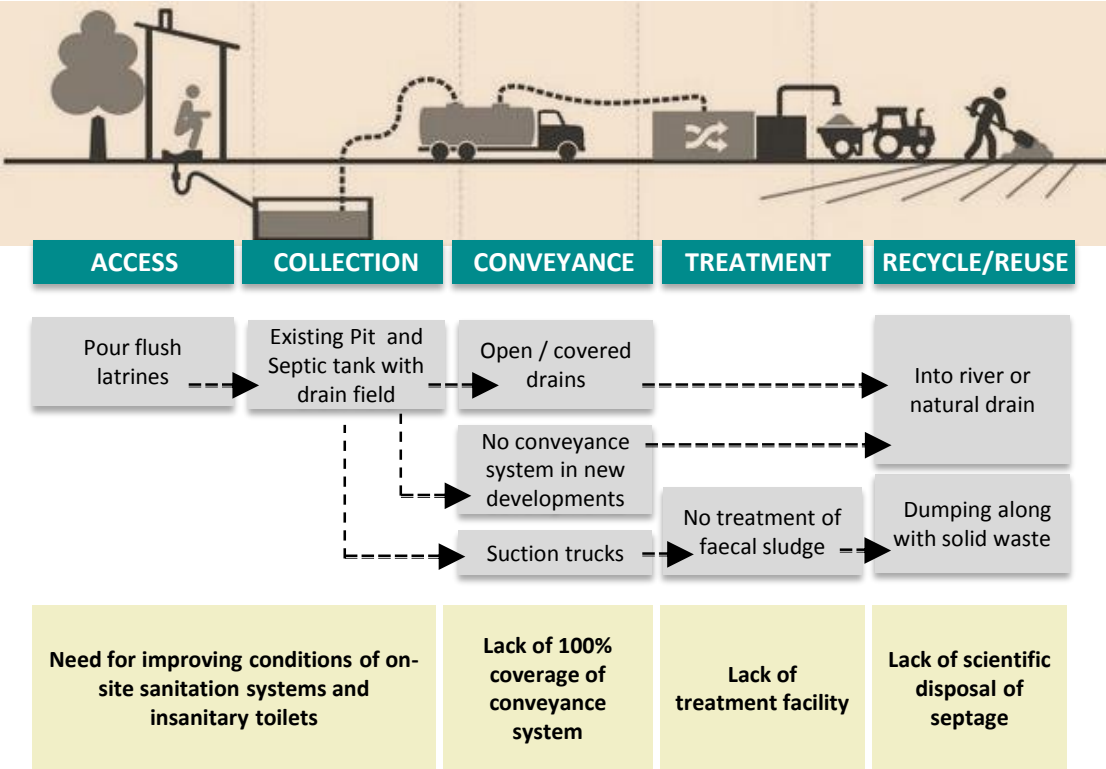 ACCESS
COLLECTION
CONVEYANCE
TREATMENT
RECYCLE/REUSE
Pour flush
latrines
Existing Pit and
Septic tank with
drain field
Open / covered
drains
Into river or
natural drain
No conveyance
system in new
developments
Suction trucks
No treatment of
faecal sludge
Dumping along
with solid waste
Need for improving conditions of on-
site sanitation systems and
insanitary toilets
Lack of 100%
coverage of
conveyance
system
Lack of
treatment facility
Lack of scientific
disposal of
septage